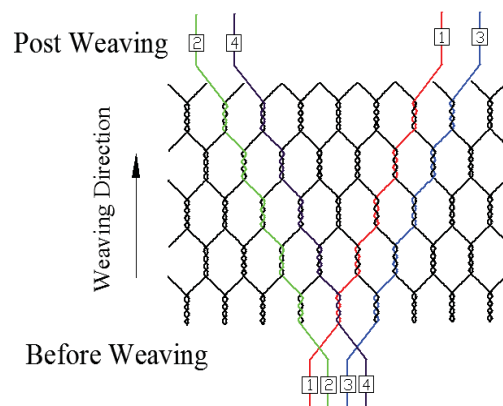 Post Weaving
2 4 1 3
Weaving Direction
Before Weaving
1 2 3 4